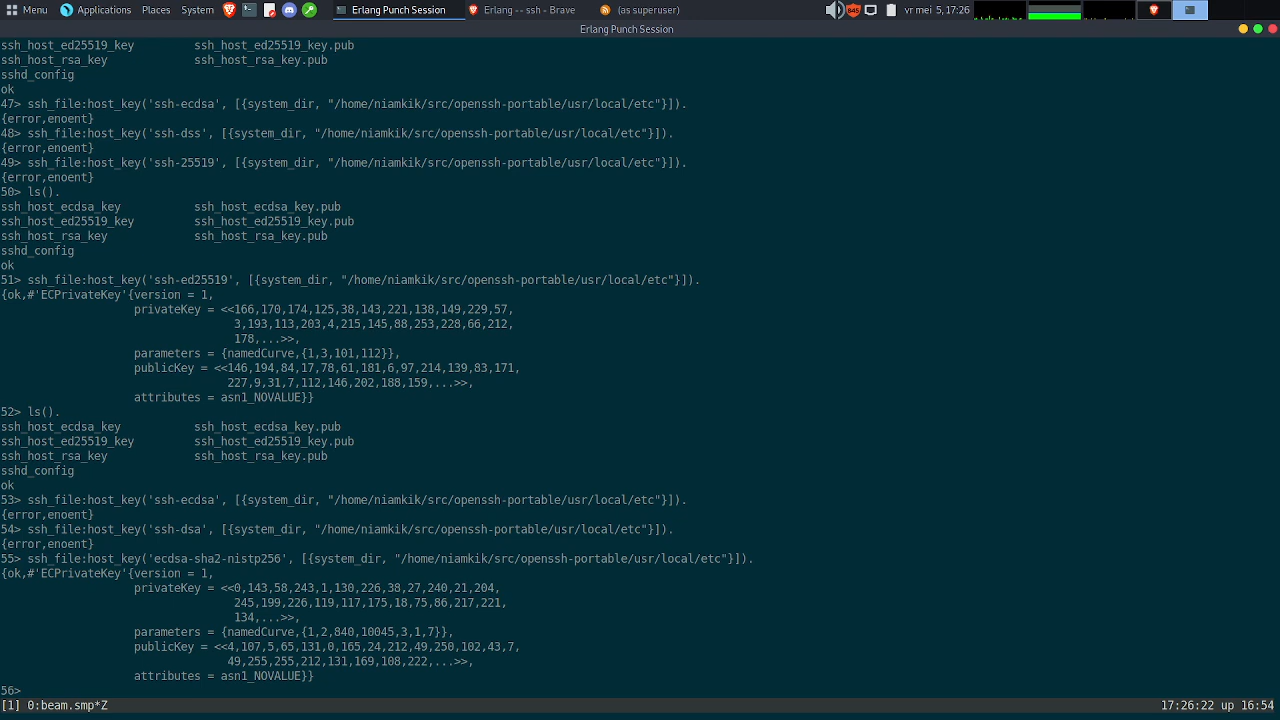 Menu Applications Places System Erlang Punch Session Erlang -- ssh - Brave (as superuser) 645 vr mei 5, 17:26
Erlang Punch Session
ssh_host_ed25519_key ssh_host_ed25519_key.pub
ssh_host_rsa_key ssh_host_rsa_key.pub
sshd_config
ok
47> ssh_file:host_key('ssh-ecdsa', [{system_dir, "/home/niamkik/src/openssh-portable/usr/local/etc"}]).
{error,enoent}
48> ssh_file:host_key('ssh-dss', [{system_dir, "/home/niamkik/src/openssh-portable/usr/local/etc"}]).
{error,enoent}
49> ssh_file:host_key('ssh-25519', [{system_dir, "/home/niamkik/src/openssh-portable/usr/local/etc"}]).
{error,enoent}
50> ls().
ssh_host_ecdsa_key ssh_host_ecdsa_key.pub
ssh_host_ed25519_key ssh_host_ed25519_key.pub
ssh_host_rsa_key ssh_host_rsa_key.pub
sshd_config
ok
51> ssh_file:host_key('ssh-ed25519', [{system_dir, "/home/niamkik/src/openssh-portable/usr/local/etc"}]).
{ok,#'ECPrivateKey'{version = 1,
privateKey = <<166,170,174,125,38,143,221,138,149,229,57,
3,193,113,203,4,215,145,88,253,228,66,212,
178,...>>,
parameters = {namedCurve,{1,3,101,112}},
publicKey = <<146,194,84,17,78,61,181,6,97,214,139,83,171,
227,9,31,7,112,146,202,188,159,...>>,
attributes = asn1_NOVALUE}}
52> ls().
ssh_host_ecdsa_key ssh_host_ecdsa_key.pub
ssh_host_ed25519_key ssh_host_ed25519_key.pub
ssh_host_rsa_key ssh_host_rsa_key.pub
sshd_config
ok
53> ssh_file:host_key('ssh-ecdsa', [{system_dir, "/home/niamkik/src/openssh-portable/usr/local/etc"}]).
{error,enoent}
54> ssh_file:host_key('ssh-dsa', [{system_dir, "/home/niamkik/src/openssh-portable/usr/local/etc"}]).
{error,enoent}
55> ssh_file:host_key('ecdsa-sha2-nistp256', [{system_dir, "/home/niamkik/src/openssh-portable/usr/local/etc"}]).
{ok,#'ECPrivateKey'{version = 1,
privateKey = <<0,143,58,243,1,130,226,38,27,240,21,204,
245,199,226,119,117,175,18,75,86,217,221,
134,...>>,
parameters = {namedCurve,{1,2,840,10045,3,1,7}},
publicKey = <<4,107,5,65,131,0,165,24,212,49,250,102,43,7,
49,255,255,212,131,169,108,222,...>>,
attributes = asn1_NOVALUE}}
56>
[1] 0:beam.smp*Z 17:26:22 up 16:54